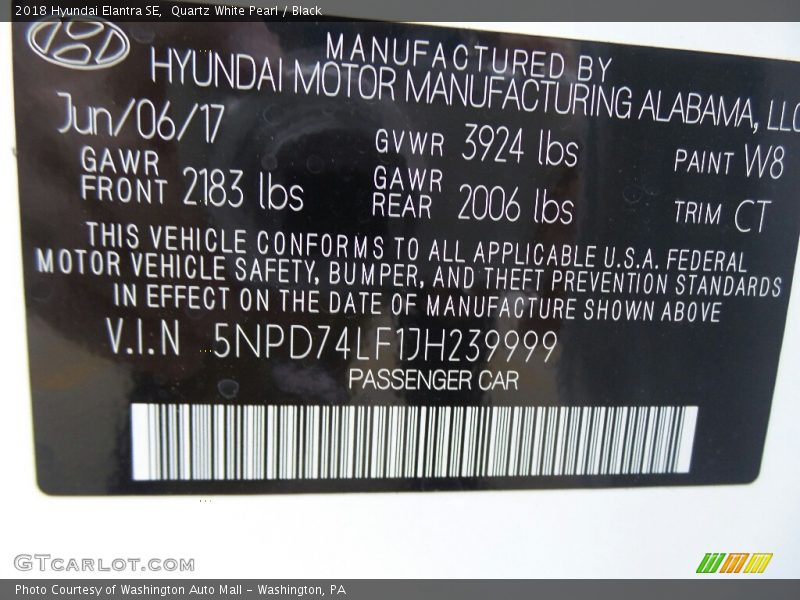 2018 Hyundai Elantra SE,  Quartz White Pearl / Black
MANUFACTURED BY
HYUNDAI MOTOR MANUFACTURING ALABAMA, LLC
Jun/06/17
GVWR 3924 lbs
PAINT W8
GAWR FRONT 2183 lbs
GAWR REAR 2006 lbs
TRIM CT
THIS VEHICLE CONFORMS TO ALL APPLICABLE U.S.A. FEDERAL
MOTOR VEHICLE SAFETY, BUMPER, AND THEFT PREVENTION STANDARDS
IN EFFECT ON THE DATE OF MANUFACTURE SHOWN ABOVE
V.I.N 5NPD74LF1JH239999
PASSENGER CAR
GTCARLOT.COM
Photo Courtesy of Washington Auto Mall - Washington, PA